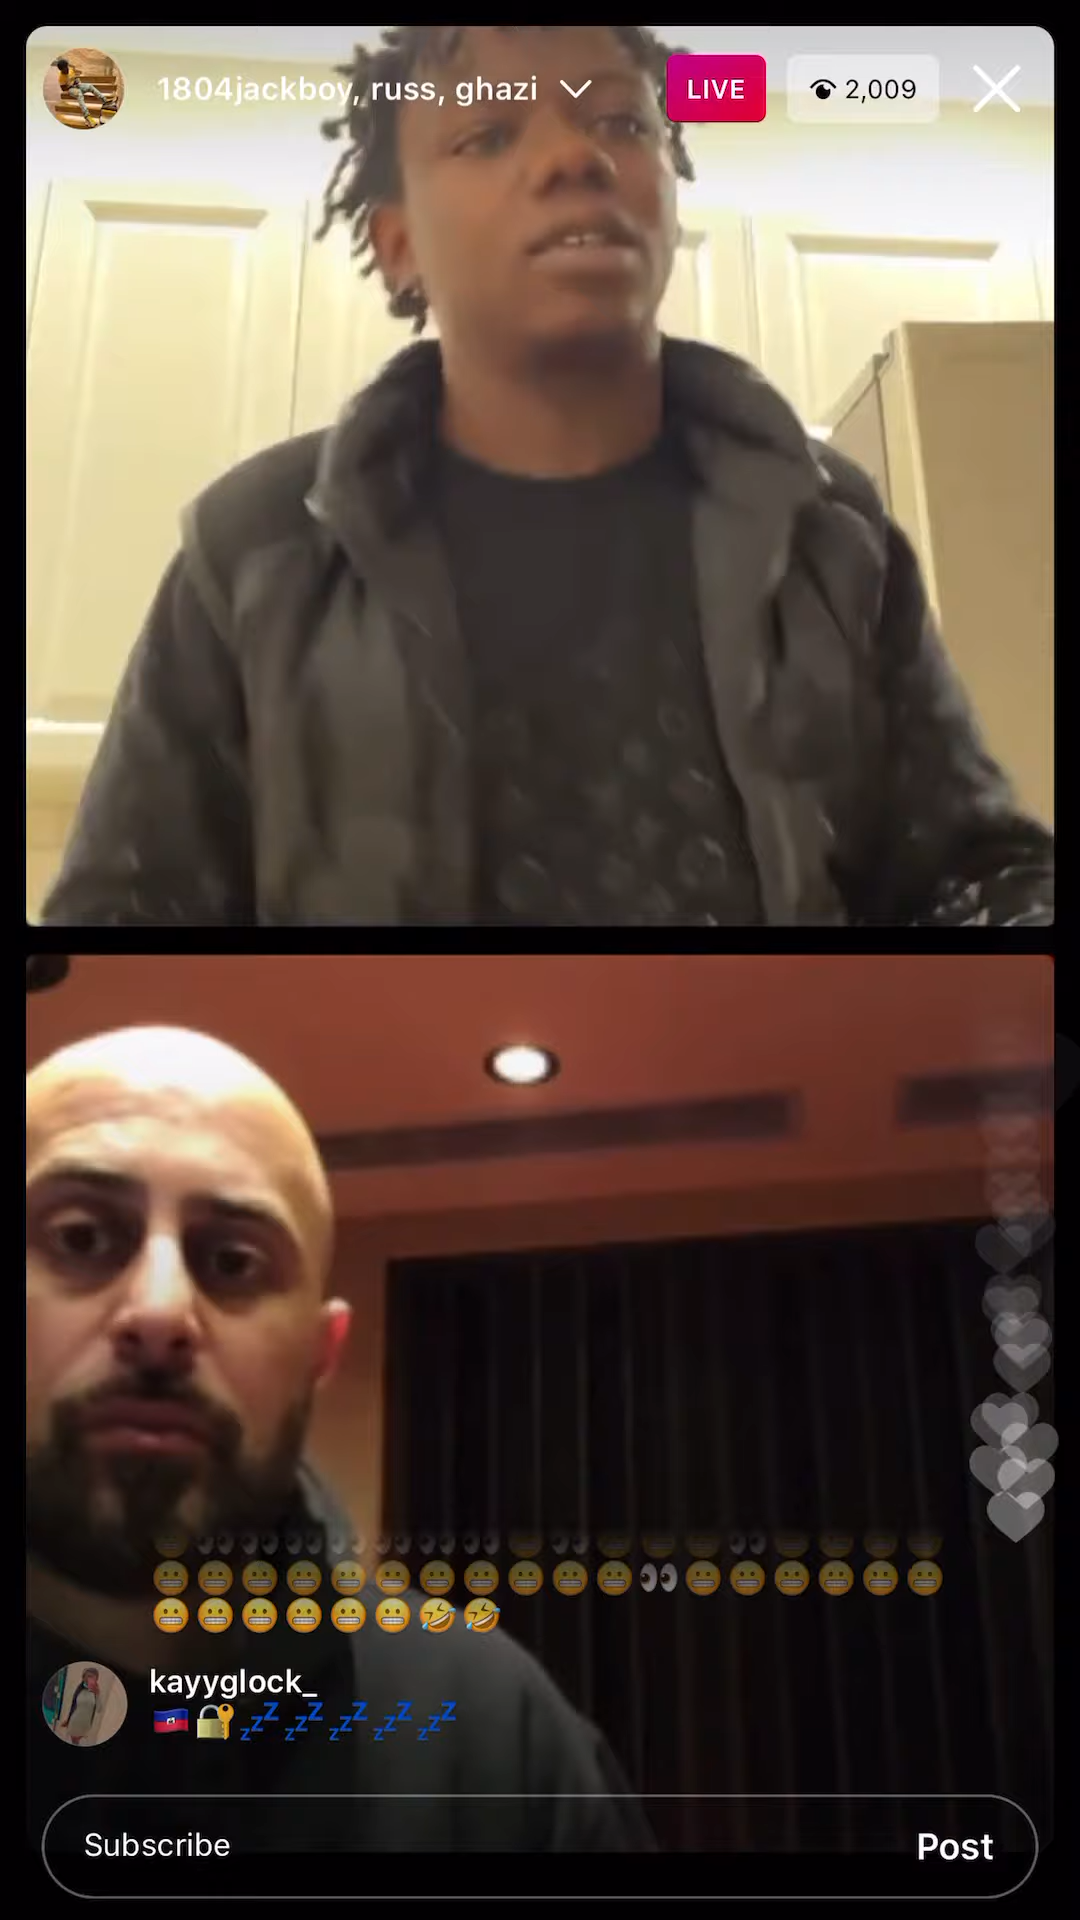 1804jackboy, russ, ghazi
LIVE
2,009
kayyglock_
Subscribe
Post